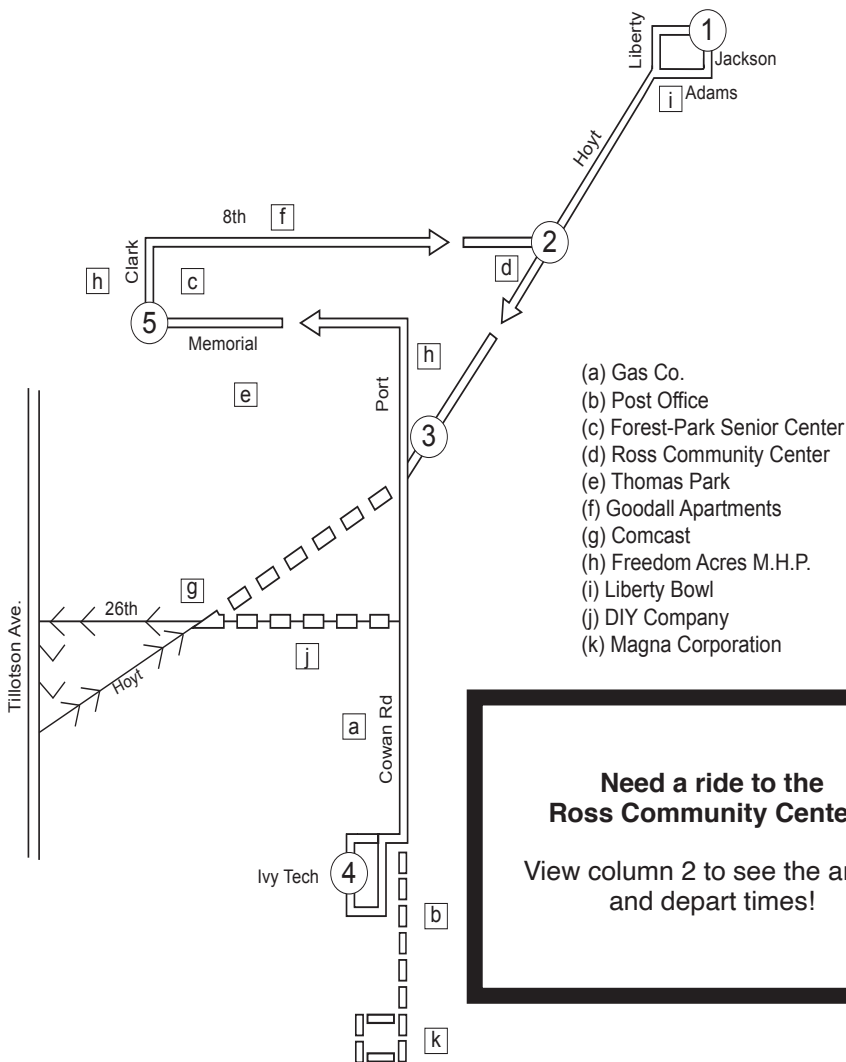 1
Liberty
Jackson
i
Adams
Hoyt
8th
f
2
Clark
h
c
d
5
Memorial
h
e
Port
3
(a) Gas Co.
(b) Post Office
(c) Forest-Park Senior Center
(d) Ross Community Center
(e) Thomas Park
(f) Goodall Apartments
(g) Comcast
(h) Freedom Acres M.H.P.
(i) Liberty Bowl
(j) DIY Company
(k) Magna Corporation
g
26th
Tillotson Ave.
j
Hoyt
a
Cowan Rd
Need a ride to the
Ross Community Cente
View column 2 to see the ar
and depart times!
Ivy Tech
4
b
k